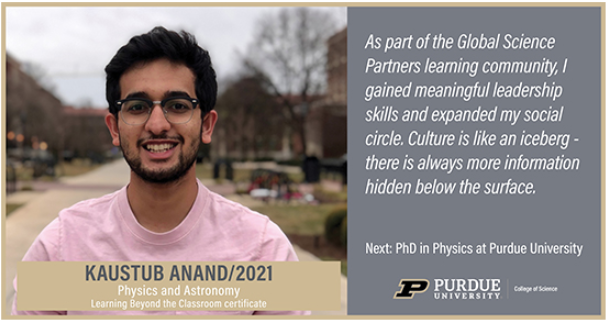 As part of the Global Science
Partners learning community, I
gained meaningful leadership
skills and expanded my social
circle. Culture is like an iceberg -
there is always more information
hidden below the surface.
Next: PhD in Physics at Purdue University
KAUSTUB ANAND/2021
Physics and Astronomy
Learning Beyond the Classroom certificate
P PURDUE
UNIVERSITY
College of Science